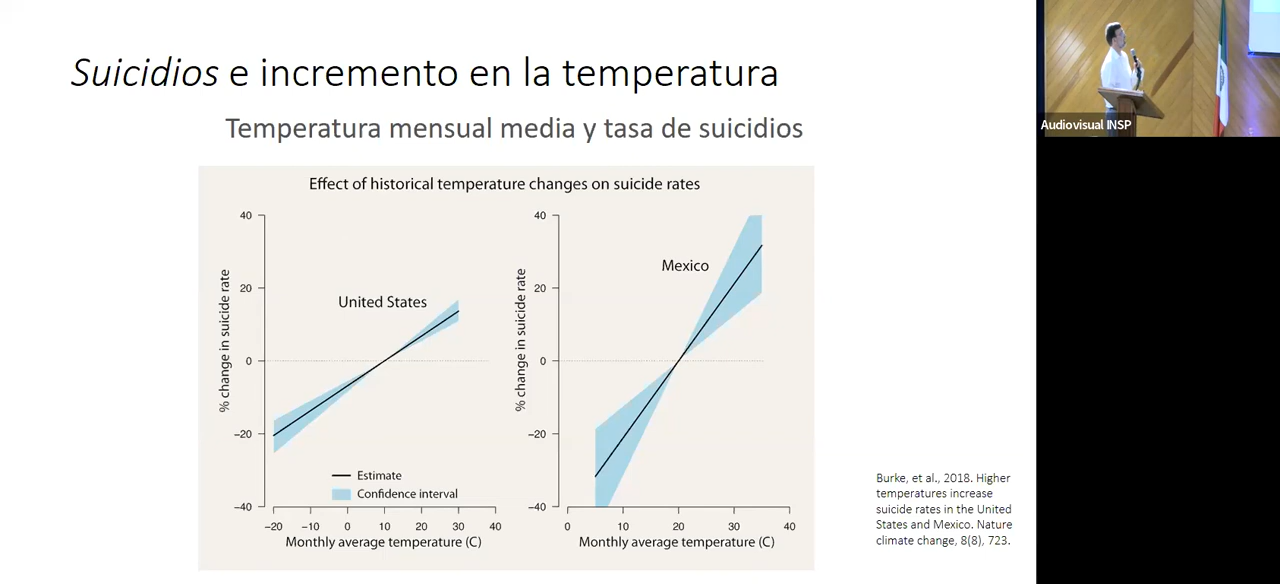 Suicidios e incremento en la temperatura
Temperatura mensual media y tasa de suicidios
Effect of historical temperature changes on suicide rates
% change in suicide rate
40
20
0
−20
−40
United States
Estimate
Confidence interval
−20 −10 0 10 20 30 40
Monthly average temperature (C)
% change in suicide rate
40
20
0
−20
−40
Mexico
0 10 20 30 40
Monthly average temperature (C)
Burke, et al., 2018. Higher
temperatures increase
suicide rates in the United
States and Mexico. Nature
climate change, 8(8), 723.
Audiovisual INSP